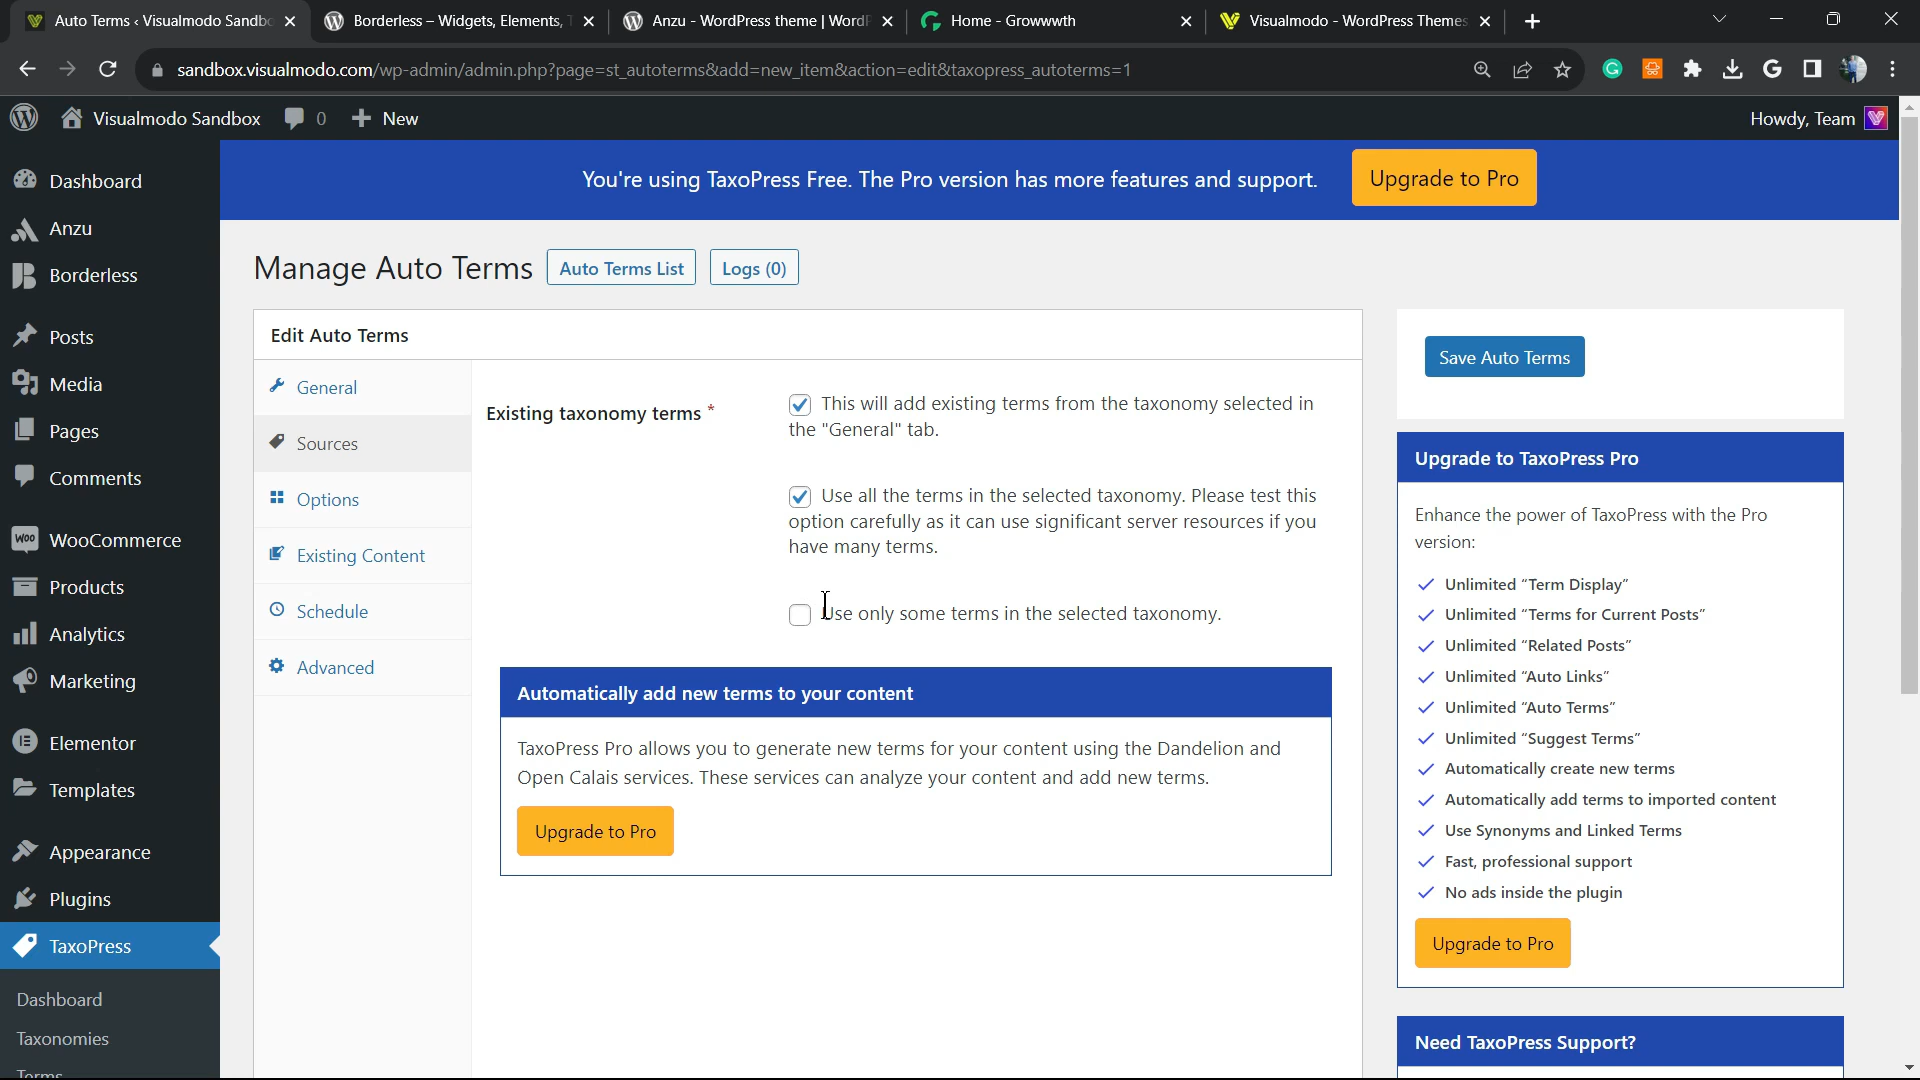 Auto Terms ‹ Visualmodo Sandbo
Borderless – Widgets, Elements, T
Anzu - WordPress theme | WordP
Home - Growwwth
Visualmodo - WordPress Themes
sandbox.visualmodo.com/wp-admin/admin.php?page=st_autoterms&add=new_item&action=edit&taxopress_autoterms=1
Visualmodo Sandbox
0
New
Howdy, Team
Dashboard
Anzu
Borderless
Posts
Media
Pages
Comments
WooCommerce
Products
Analytics
Marketing
Elementor
Templates
Appearance
Plugins
TaxoPress
Dashboard
Taxonomies
Terms
You're using TaxoPress Free. The Pro version has more features and support.
Upgrade to Pro
Manage Auto Terms
Auto Terms List
Logs (0)
Edit Auto Terms
General
Sources
Options
Existing Content
Schedule
Advanced
Existing taxonomy terms *
This will add existing terms from the taxonomy selected in
the "General" tab.
Use all the terms in the selected taxonomy. Please test this
option carefully as it can use significant server resources if you
have many terms.
Use only some terms in the selected taxonomy.
Automatically add new terms to your content
TaxoPress Pro allows you to generate new terms for your content using the Dandelion and
Open Calais services. These services can analyze your content and add new terms.
Upgrade to Pro
Save Auto Terms
Upgrade to TaxoPress Pro
Enhance the power of TaxoPress with the Pro
version:
Unlimited “Term Display”
Unlimited “Terms for Current Posts”
Unlimited “Related Posts”
Unlimited “Auto Links”
Unlimited “Auto Terms”
Unlimited “Suggest Terms”
Automatically create new terms
Automatically add terms to imported content
Use Synonyms and Linked Terms
Fast, professional support
No ads inside the plugin
Upgrade to Pro
Need TaxoPress Support?